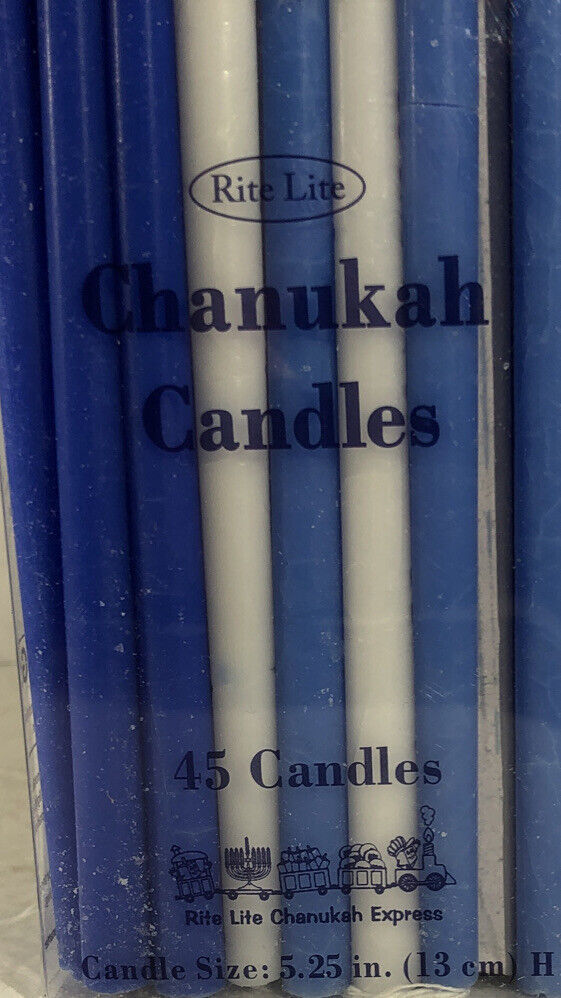 Rite Lite
Chanukah
Candles
45 Candles
Rite Lite Chanukah Express
Candle Size: 5.25 in. (13 cm) H